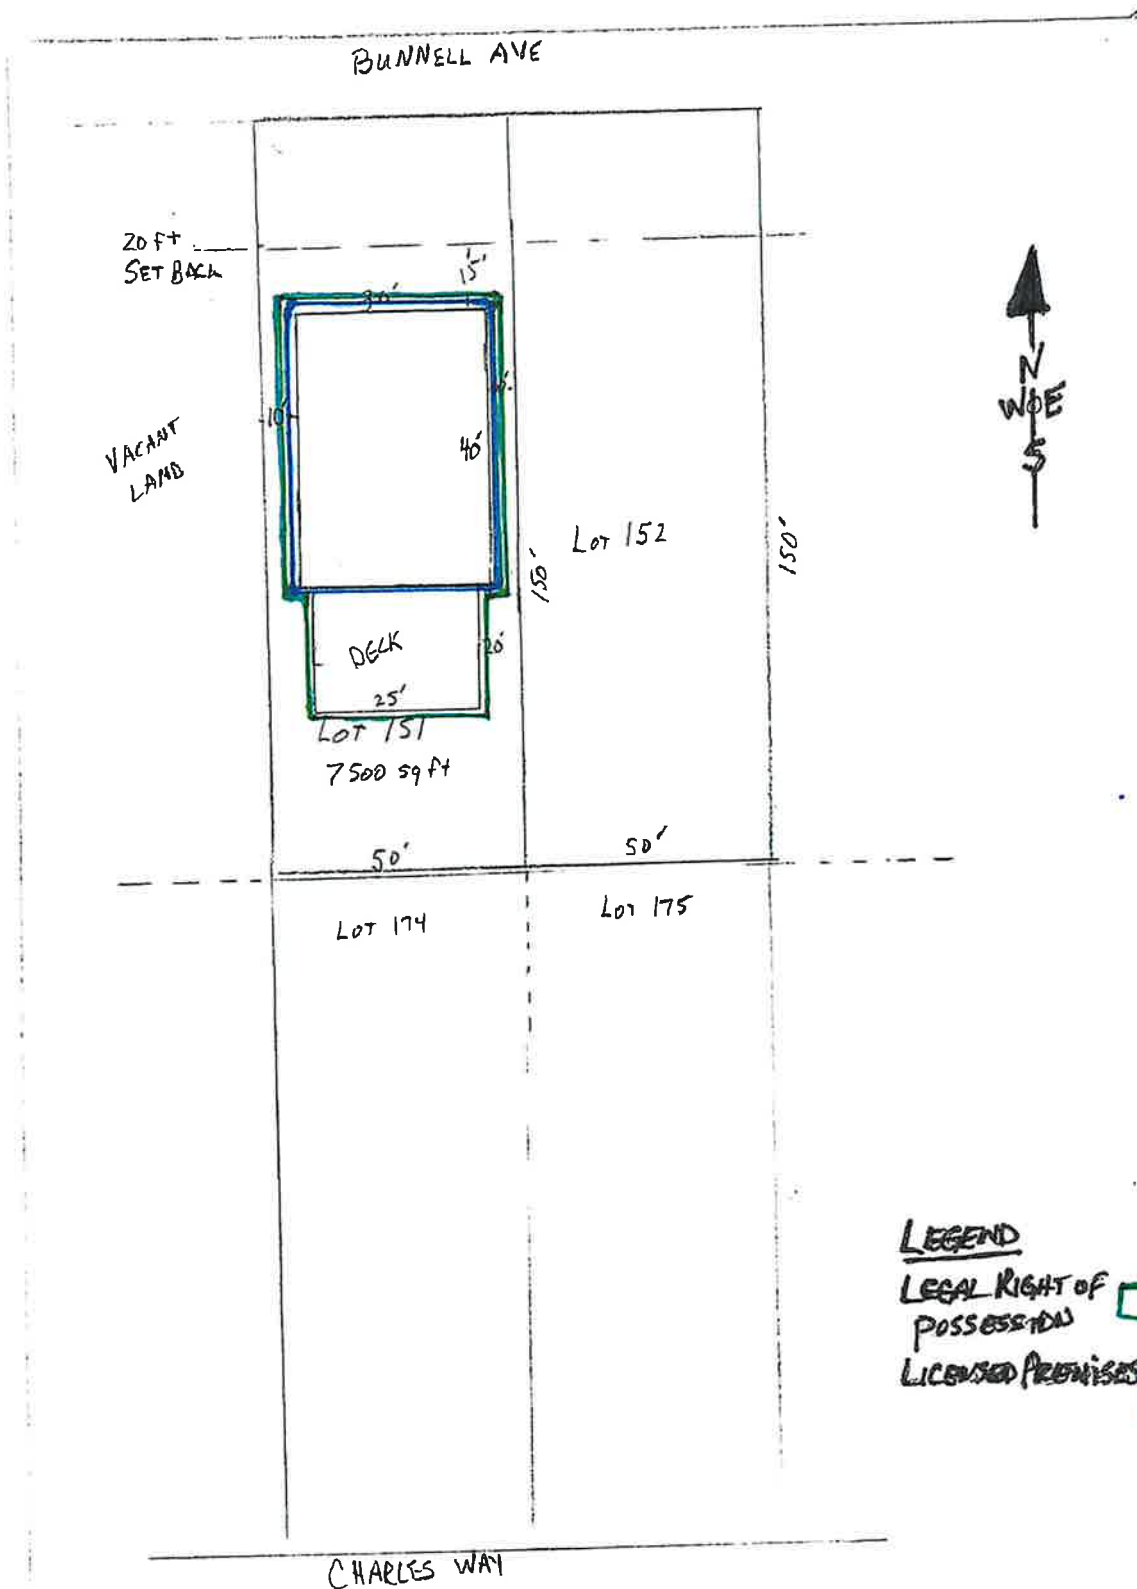 BUNNELL AVE
20 ft
SET BACK
15'
30'
10'
VACANT
LAND
40'
N
W E
S
LOT 152
150'
150'
DECK
20'
25'
LOT 151
7500 sq ft
50'
50'
LOT 174
LOT 175
LEGEND
LEGAL RIGHT OF
POSSESSION
LICENSED PREMISES
CHARLES WAY